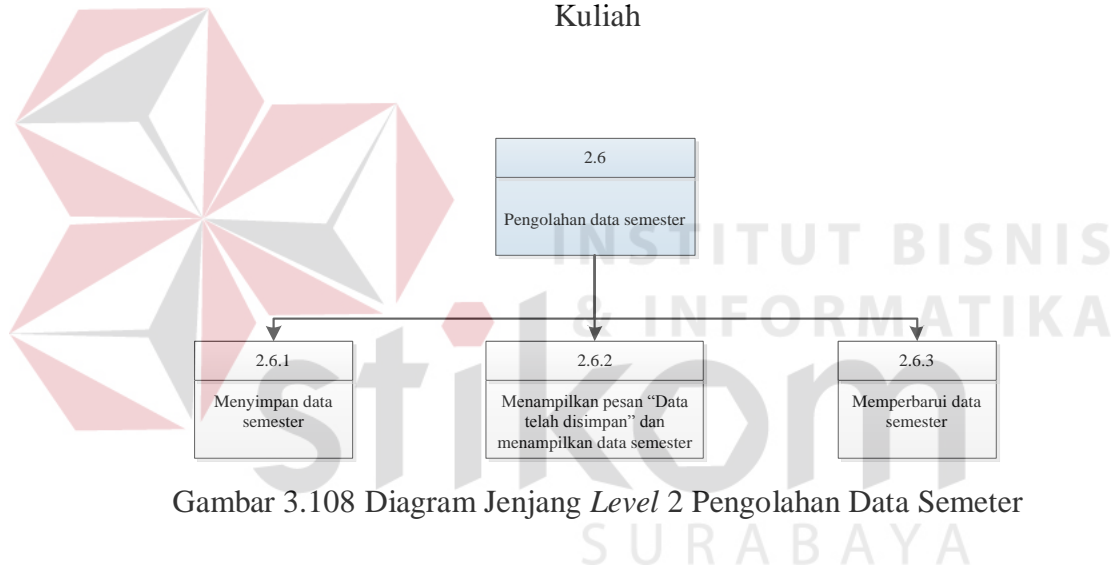 Kuliah
2.6
Pengolahan data semester
INSTITUT BISNIS
& INFORMATIKA
stikom
SURABAYA
2.6.1
Menyimpan data
semester
2.6.2
Menampilkan pesan “Data
telah disimpan” dan
menampilkan data semester
2.6.3
Memperbarui data
semester
Gambar 3.108 Diagram Jenjang Level 2 Pengolahan Data Semeter